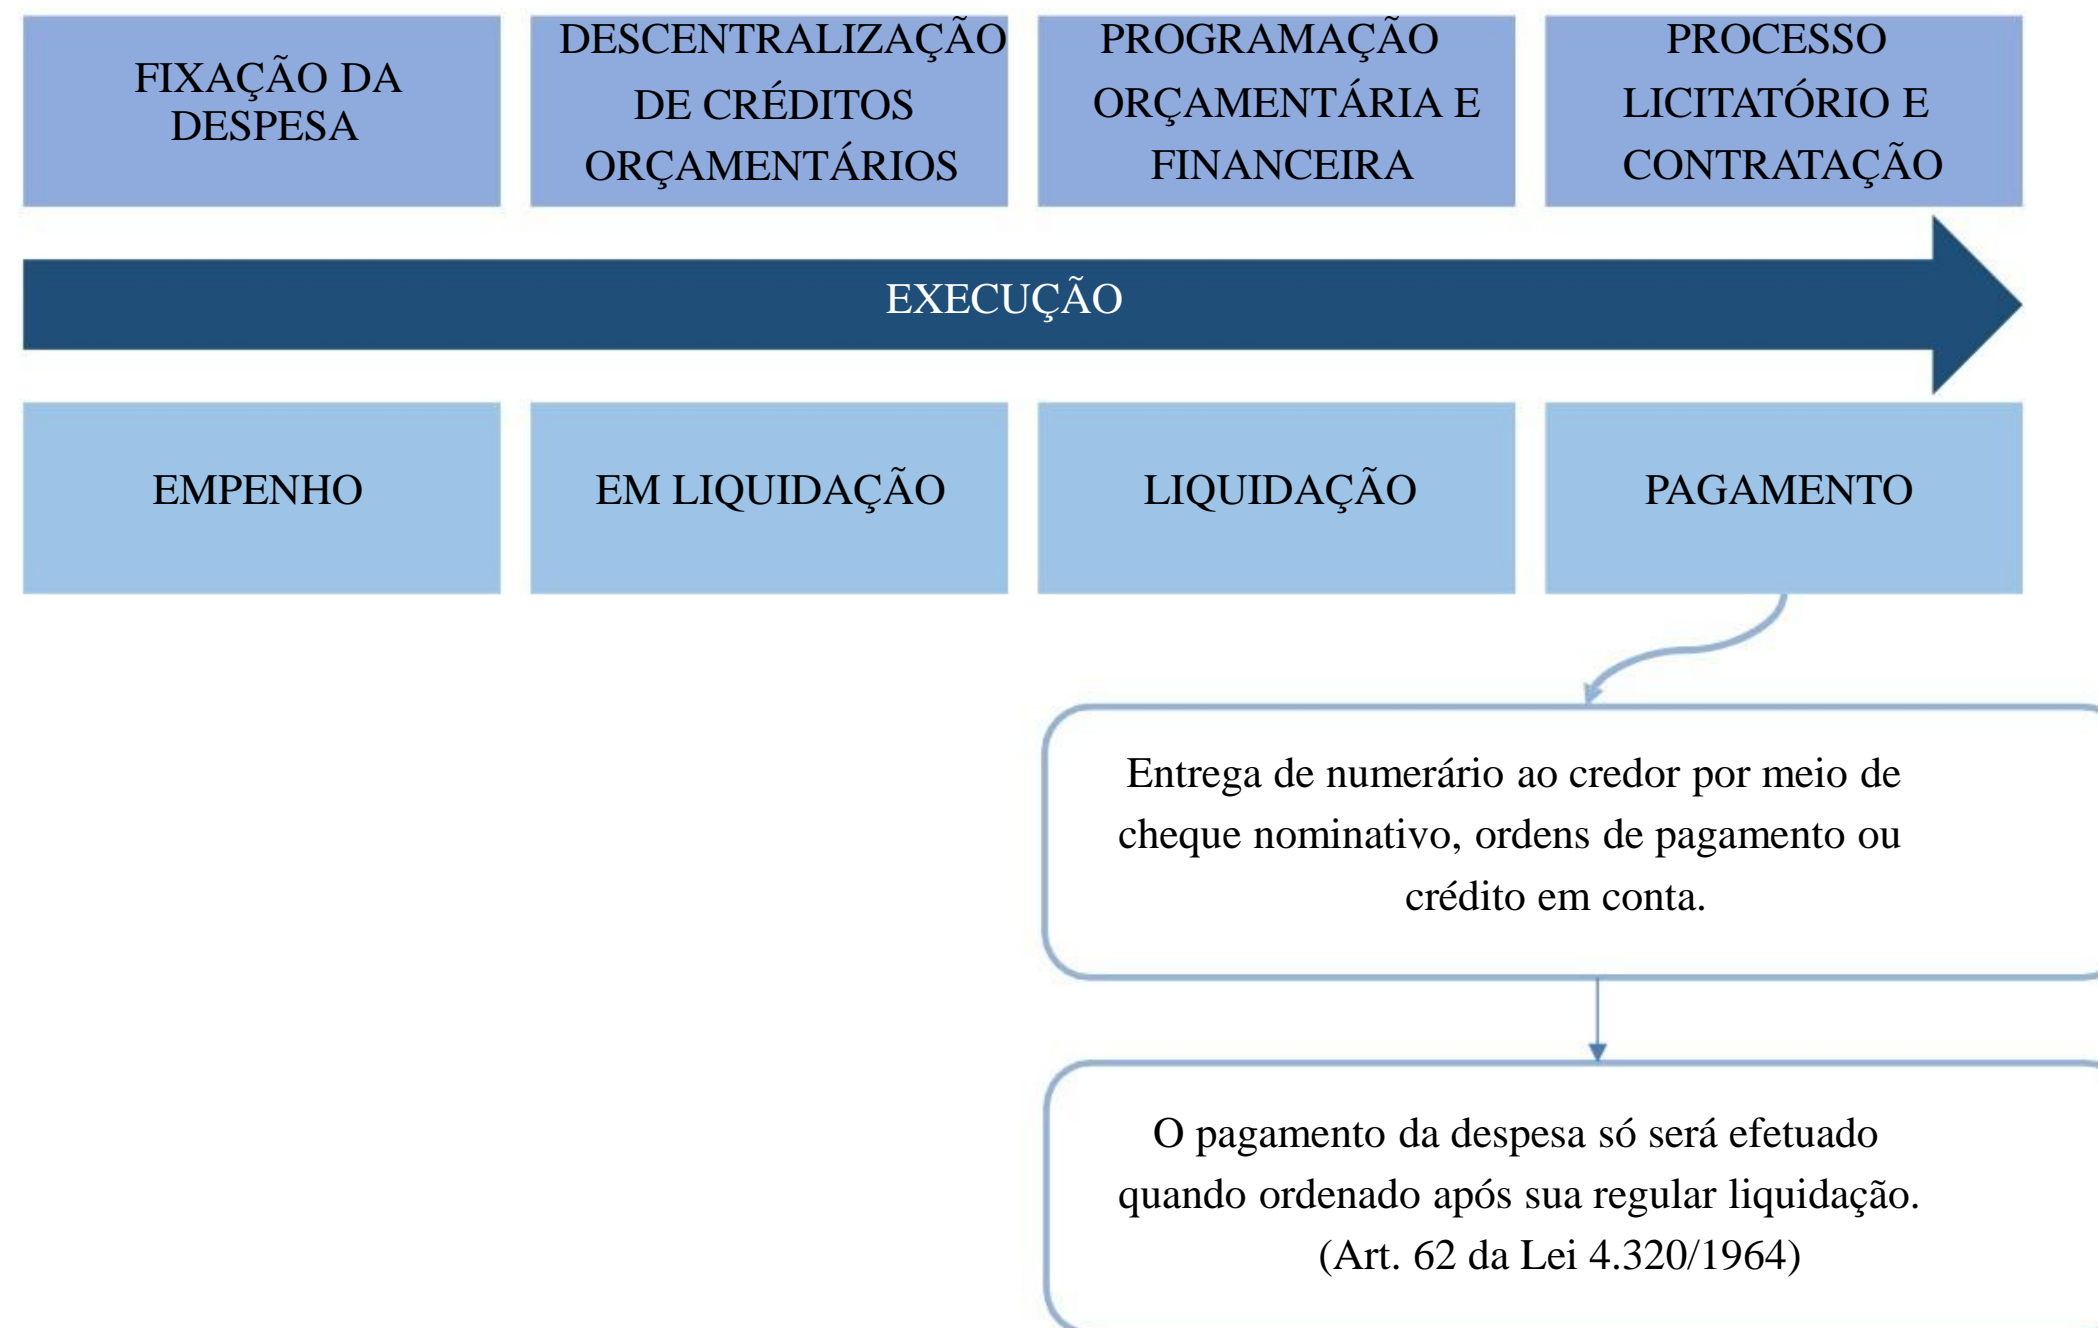 FIXAÇÃO DA
DESPESA
DESCENTRALIZAÇÃO
DE CRÉDITOS
ORÇAMENTÁRIOS
PROGRAMAÇÃO
ORÇAMENTÁRIA E
FINANCEIRA
PROCESSO
LICITATÓRIO E
CONTRATAÇÃO
EXECUÇÃO
EMPENHO
EM LIQUIDAÇÃO
LIQUIDAÇÃO
PAGAMENTO
Entrega de numerário ao credor por meio de
cheque nominativo, ordens de pagamento ou
crédito em conta.
O pagamento da despesa só será efetuado
quando ordenado após sua regular liquidação.
(Art. 62 da Lei 4.320/1964)